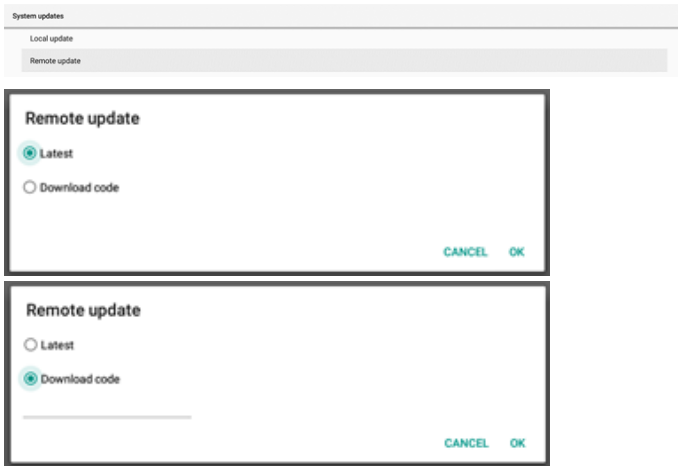 System updates
Local update
Remote update
Remote update
Latest
Download code
CANCEL OK
Remote update
Latest
Download code
CANCEL OK